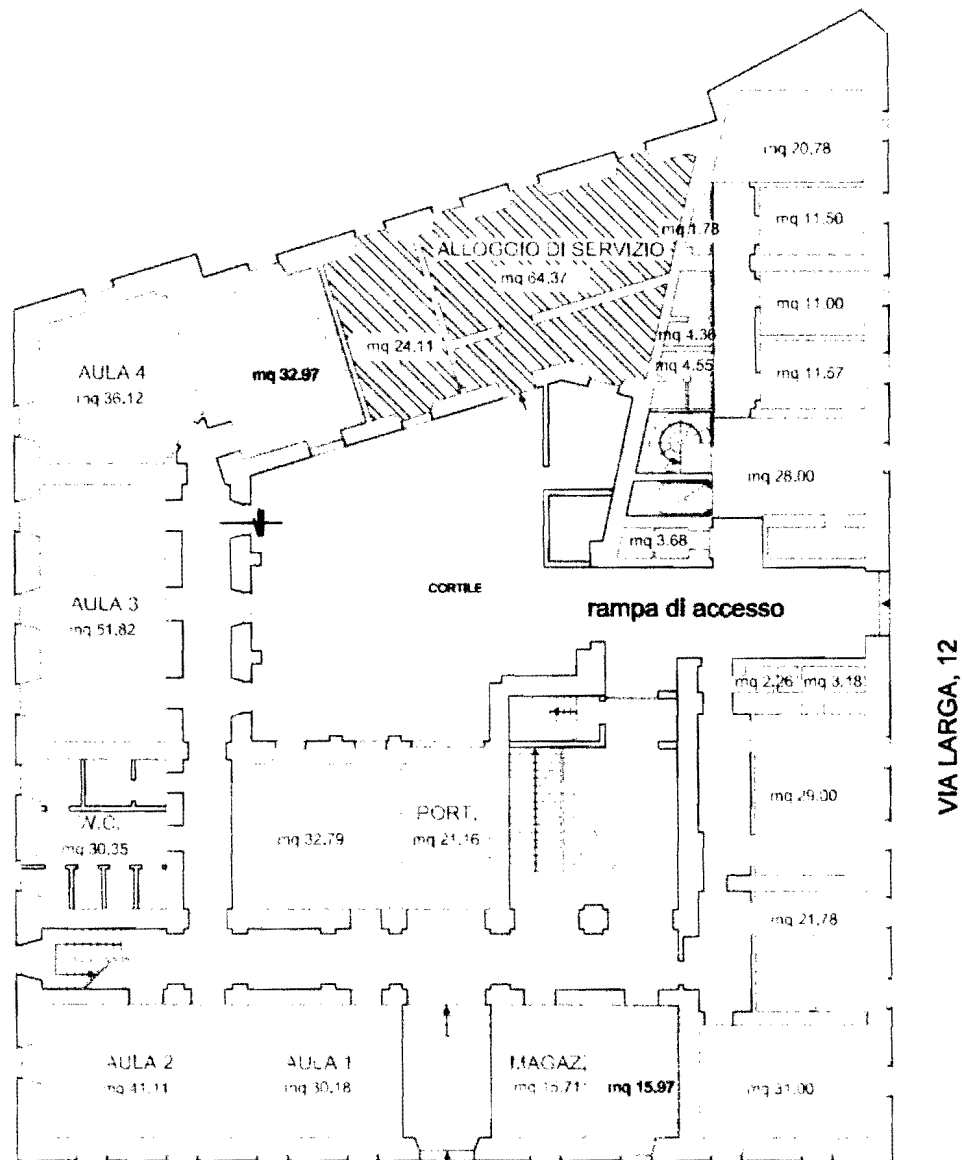 mq 20,78
mq 11.50
mq 1.78
ALLOGGIO DI SERVIZIO
mq 64.37
mq 11.00
mq 4.36
mq 24.11
mq 4.55
mq 11.57
AULA 4
mq 36.12
mq 32.97
mq 28.00
mq 3.68
CORTILE
rampa di accesso
AULA 3
mq 51.82
mq 2.26
mq 3.18
VIA LARGA, 12
mq 29.00
PORT.
mq 21.16
mq 32.79
W.C.
mq 30.35
mq 21,78
AULA 2
mq 41.11
AULA 1
mq 30.18
MAGAZ.
mq 15.71
mq 15.97
mq 31.00